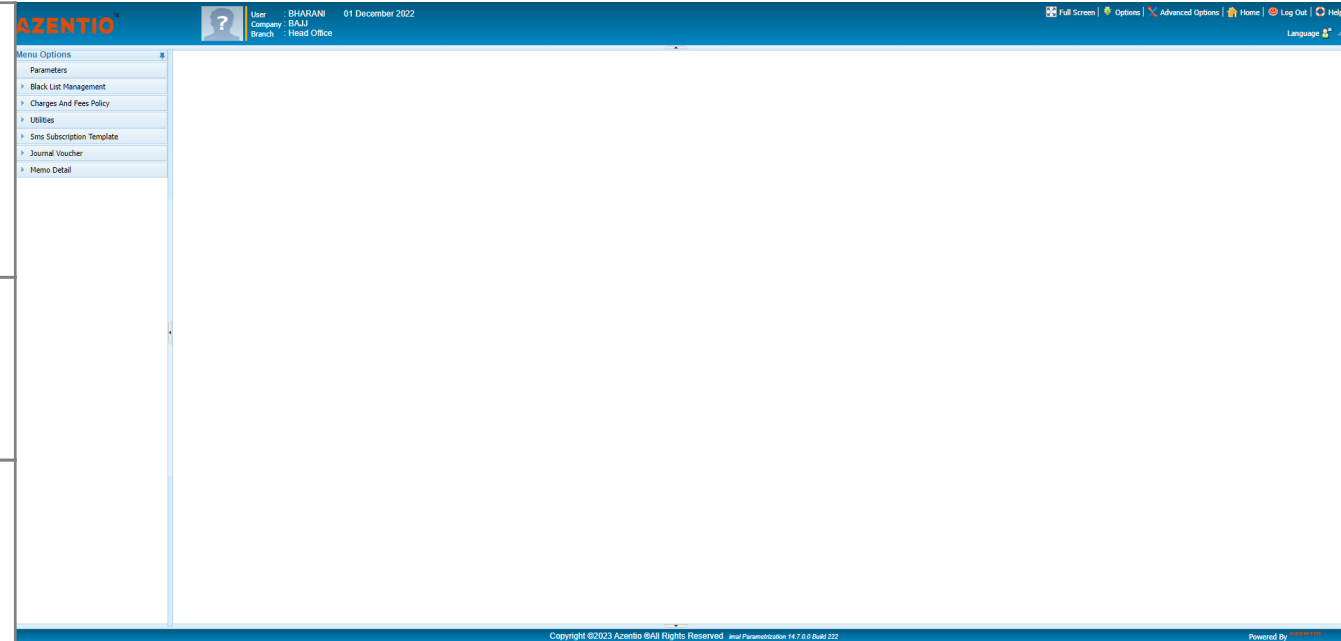 AZENTIO
User : BHARANI 01 December 2022
Company : BAJJ
Branch : Head Office
Full Screen | Options | Advanced Options | Home | Log Out | Help
Language
Menu Options
Parameters
Black List Management
Charges And Fees Policy
Utilities
Sms Subscription Template
Journal Voucher
Memo Detail
Copyright ©2023 Azentio ®All Rights Reserved imal Parametrization 14.7.0.0 Build 222
Powered By AZENTIO